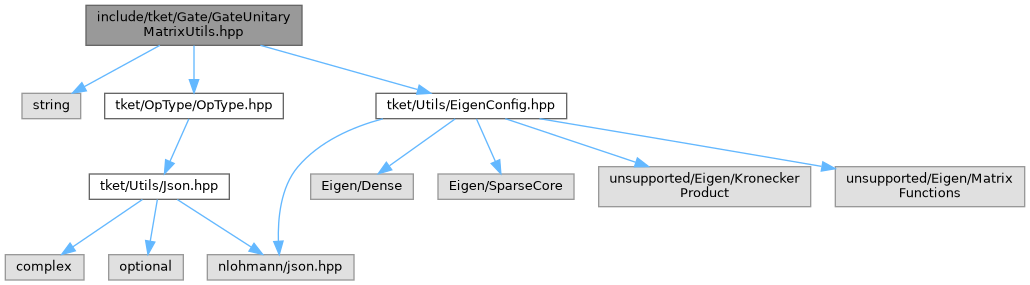 include/tket/Gate/GateUnitary
MatrixUtils.hpp
string
tket/OpType/OpType.hpp
tket/Utils/EigenConfig.hpp
tket/Utils/Json.hpp
Eigen/Dense
Eigen/SparseCore
unsupported/Eigen/Kronecker
Product
unsupported/Eigen/Matrix
Functions
complex
optional
nlohmann/json.hpp